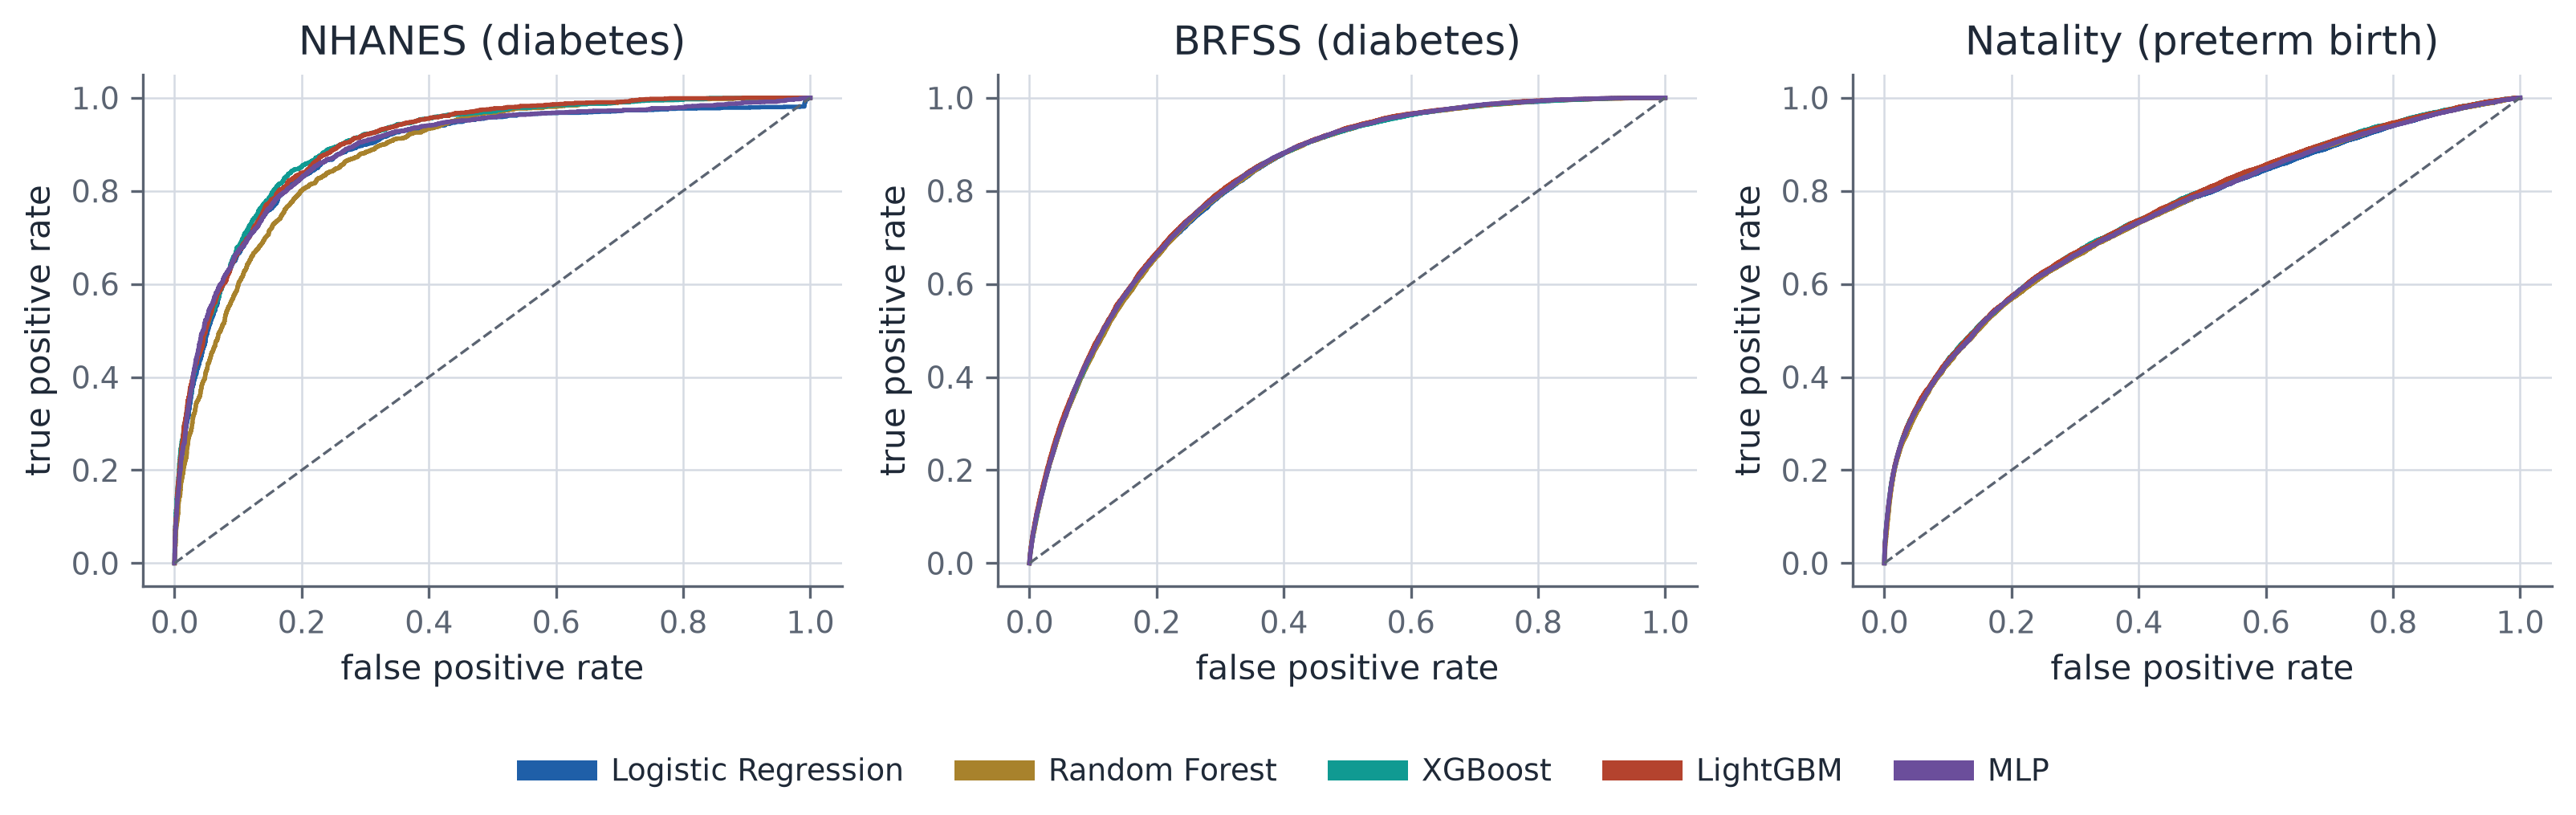 NHANES (diabetes)
true positive rate
1.0
0.8
0.6
0.4
0.2
0.0
0.0 0.2 0.4 0.6 0.8 1.0
false positive rate
BRFSS (diabetes)
true positive rate
1.0
0.8
0.6
0.4
0.2
0.0
0.0 0.2 0.4 0.6 0.8 1.0
false positive rate
Natality (preterm birth)
true positive rate
1.0
0.8
0.6
0.4
0.2
0.0
0.0 0.2 0.4 0.6 0.8 1.0
false positive rate
Logistic Regression Random Forest XGBoost LightGBM MLP